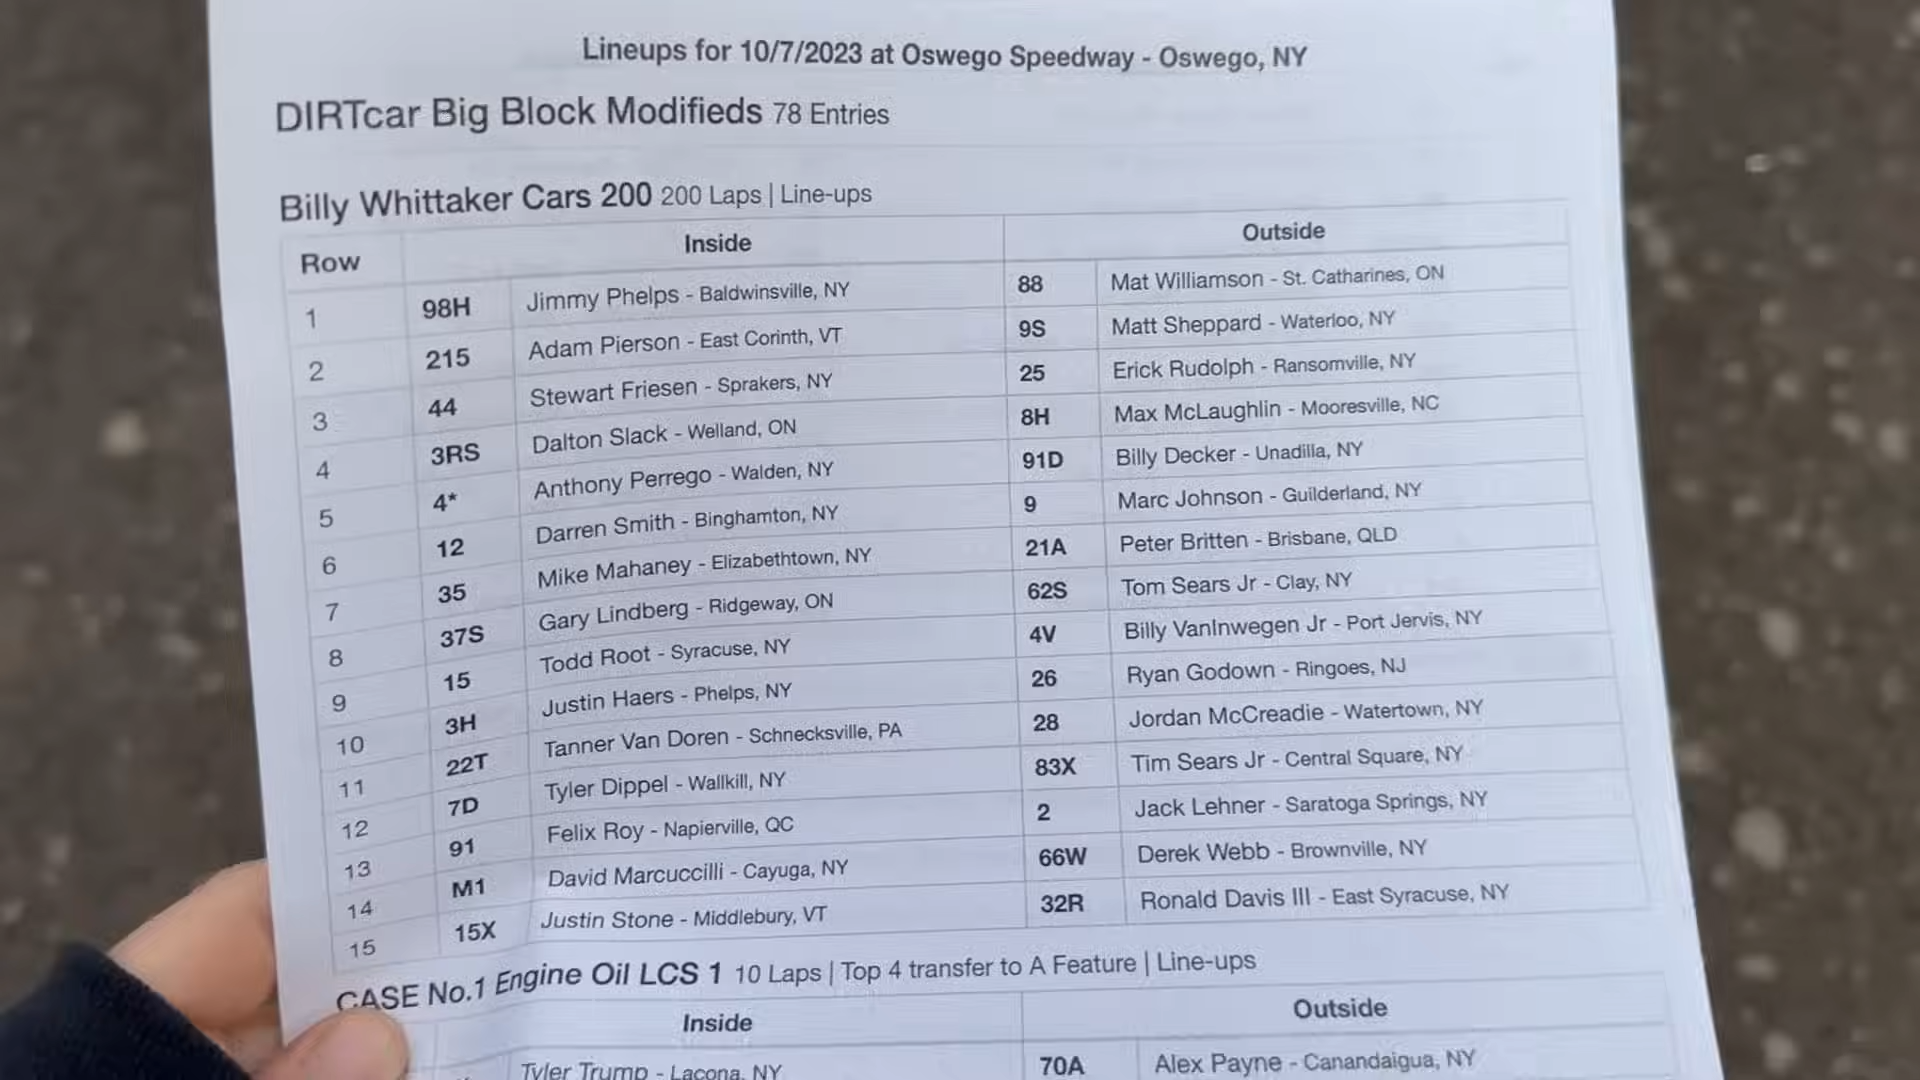 Lineups for 10/7/2023 at Oswego Speedway - Oswego, NY
DIRTcar Big Block Modifieds 78 Entries
Billy Whittaker Cars 200 200 Laps | Line-ups
Row Inside Outside
1 98H Jimmy Phelps - Baldwinsville, NY 88 Mat Williamson - St. Catharines, ON
2 215 Adam Pierson - East Corinth, VT 9S Matt Sheppard - Waterloo, NY
3 44 Stewart Friesen - Sprakers, NY 25 Erick Rudolph - Ransomville, NY
4 3RS Dalton Slack - Welland, ON 8H Max McLaughlin - Mooresville, NC
5 4* Anthony Perrego - Walden, NY 91D Billy Decker - Unadilla, NY
6 12 Darren Smith - Binghamton, NY 9 Marc Johnson - Guilderland, NY
7 35 Mike Mahaney - Elizabethtown, NY 21A Peter Britten - Brisbane, QLD
8 37S Gary Lindberg - Ridgeway, ON 62S Tom Sears Jr - Clay, NY
9 15 Todd Root - Syracuse, NY 4V Billy VanInwegen Jr - Port Jervis, NY
10 3H Justin Haers - Phelps, NY 26 Ryan Godown - Ringoes, NJ
11 22T Tanner Van Doren - Schnecksville, PA 28 Jordan McCreadie - Watertown, NY
12 7D Tyler Dippel - Wallkill, NY 83X Tim Sears Jr - Central Square, NY
13 91 Felix Roy - Napierville, QC 2 Jack Lehner - Saratoga Springs, NY
14 M1 David Marcuccilli - Cayuga, NY 66W Derek Webb - Brownville, NY
15 15X Justin Stone - Middlebury, VT 32R Ronald Davis III - East Syracuse, NY
CASE No.1 Engine Oil LCS 1 10 Laps | Top 4 transfer to A Feature | Line-ups
Inside Outside
Tyler Trump - Lacona, NY 70A Alex Payne - Canandaigua, NY